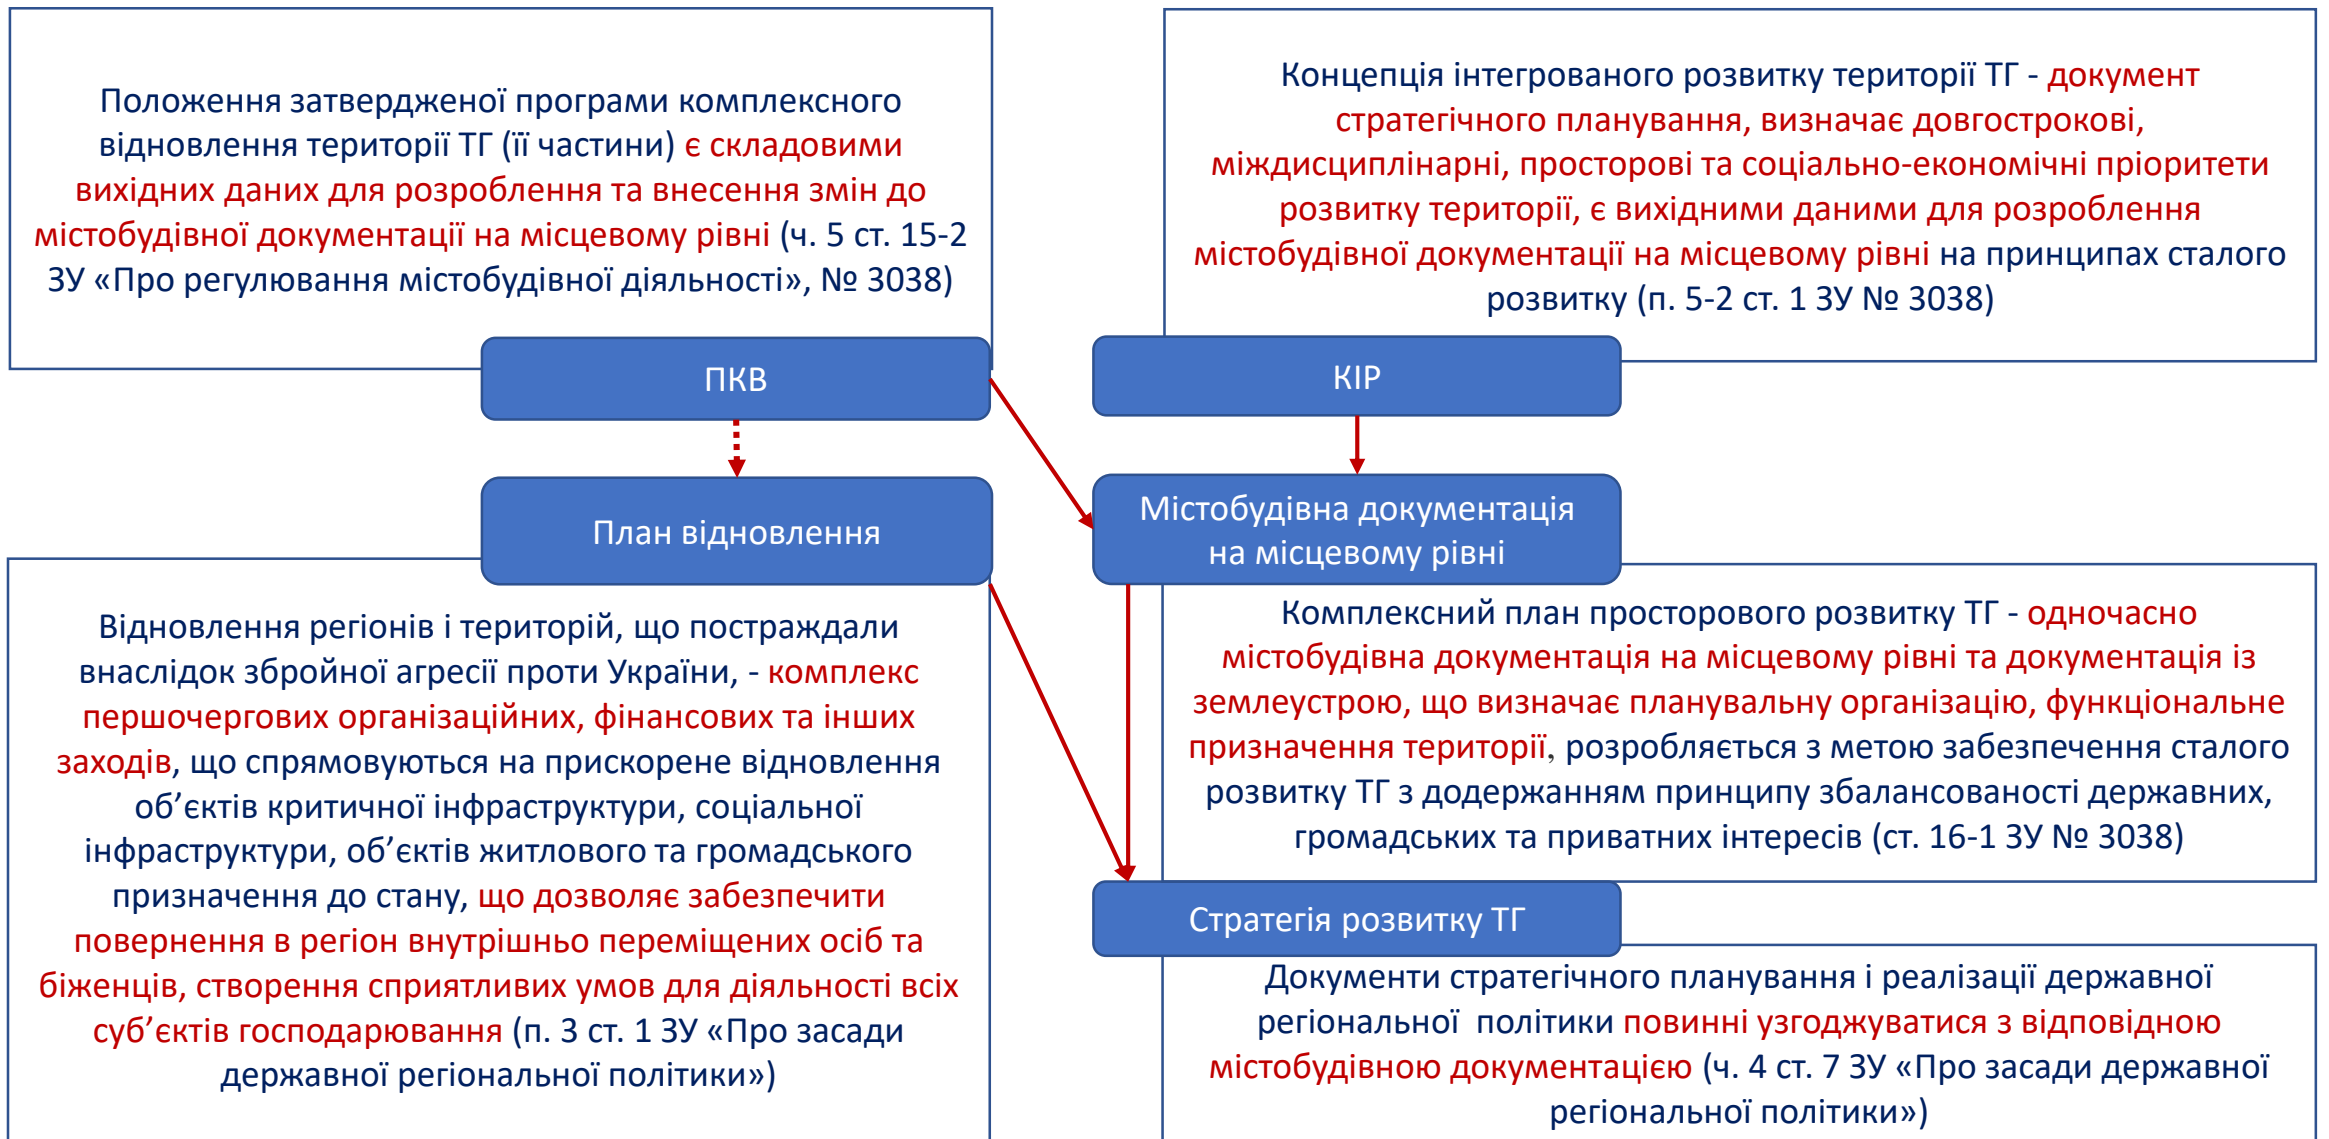 Положення затвердженої програми комплексного
відновлення території ТГ (її частини) є складовими
вихідних даних для розроблення та внесення змін до
містобудівної документації на місцевому рівні (ч. 5 ст. 15-2
ЗУ «Про регулювання містобудівної діяльності», № 3038)
ПКВ
Концепція інтегрованого розвитку території ТГ - документ
стратегічного планування, визначає довгострокові,
міждисциплінарні, просторові та соціально-економічні пріоритети
розвитку території, є вихідними даними для розроблення
містобудівної документації на місцевому рівні на принципах сталого
розвитку (п. 5-2 ст. 1 ЗУ № 3038)
КІР
План відновлення
Відновлення регіонів і територій, що постраждали
внаслідок збройної агресії проти України, - комплекс
першочергових організаційних, фінансових та інших
заходів, що спрямовуються на прискорене відновлення
об’єктів критичної інфраструктури, соціальної
інфраструктури, об’єктів житлового та громадського
призначення до стану, що дозволяє забезпечити
повернення в регіон внутрішньо переміщених осіб та
біженців, створення сприятливих умов для діяльності всіх
суб’єктів господарювання (п. 3 ст. 1 ЗУ «Про засади
державної регіональної політики»)
Містобудівна документація
на місцевому рівні
Комплексний план просторового розвитку ТГ - одночасно
містобудівна документація на місцевому рівні та документація із
землеустрою, що визначає планувальну організацію, функціональне
призначення території, розробляється з метою забезпечення сталого
розвитку ТГ з додержанням принципу збалансованості державних,
громадських та приватних інтересів (ст. 16-1 ЗУ № 3038)
Стратегія розвитку ТГ
Документи стратегічного планування і реалізації державної
регіональної політики повинні узгоджуватися з відповідною
містобудівною документацією (ч. 4 ст. 7 ЗУ «Про засади державної
регіональної політики»)